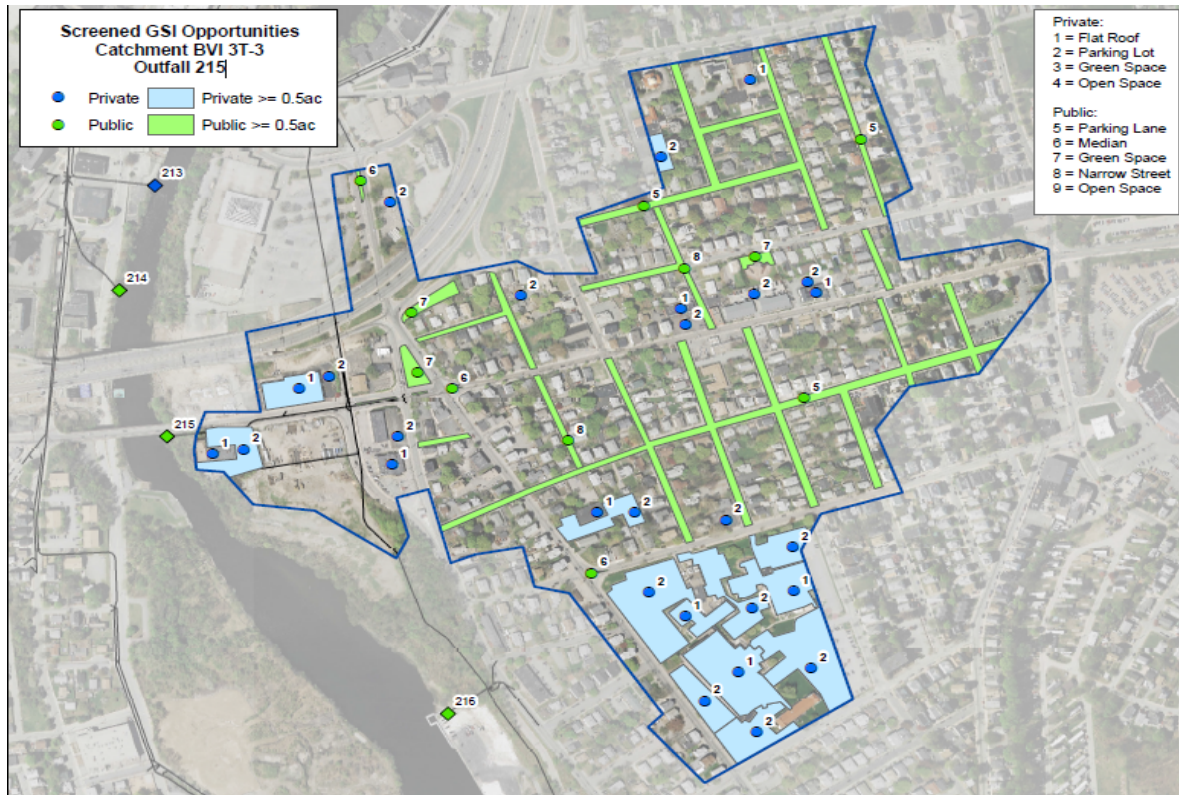 Screened GSI Opportunities
Catchment BVI 3T-3
Outfall 215
Private
Private >= 0.5ac
Public
Public >= 0.5ac
Private:
1 = Flat Roof
2 = Parking Lot
3 = Green Space
4 = Open Space
Public:
5 = Parking Lane
6 = Median
7 = Green Space
8 = Narrow Street
9 = Open Space
1
5
2
6
213
2
5
7
8
2
2
1
214
2
1
2
7
7
6
2
1
5
215
1
2
2
1
8
1
2
2
6
2
2
1
2
1
1
2
2
2
216